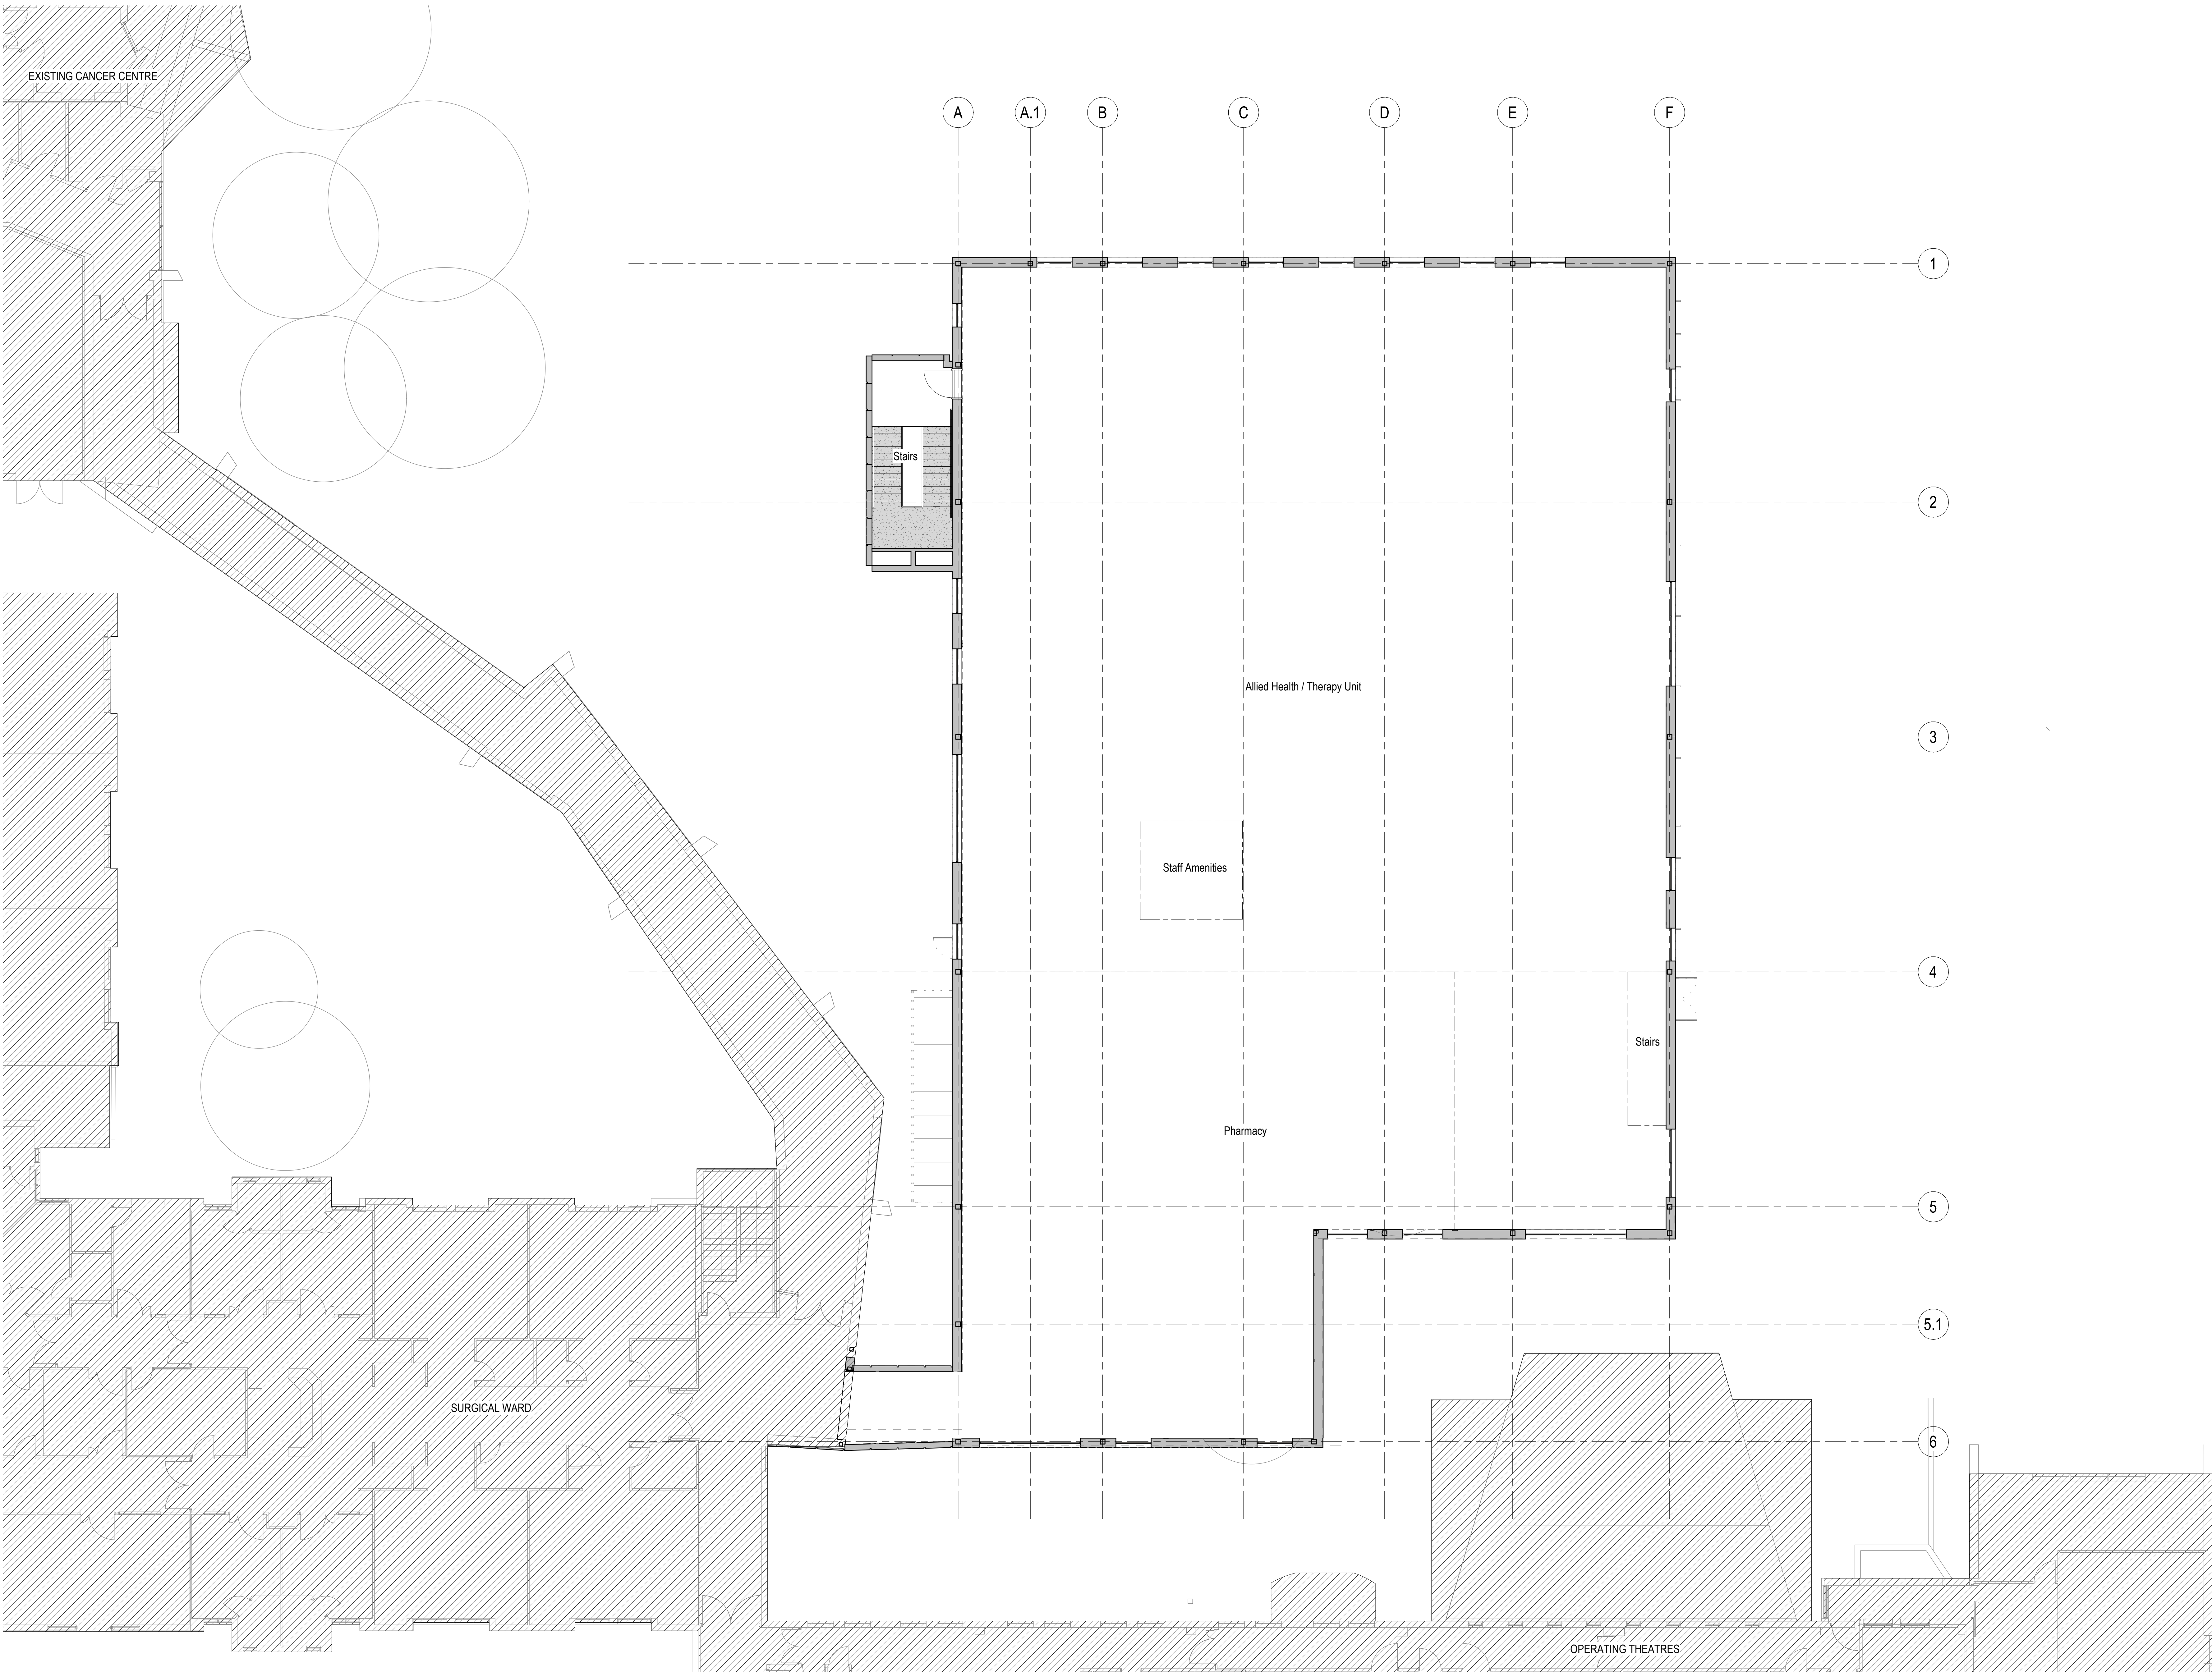 EXISTING CANCER CENTRE
A
A.1
B
C
D
E
F
1
Stairs
2
Allied Health / Therapy Unit
3
Staff Amenities
4
Stairs
Pharmacy
5
5.1
SURGICAL WARD
6
OPERATING THEATRES